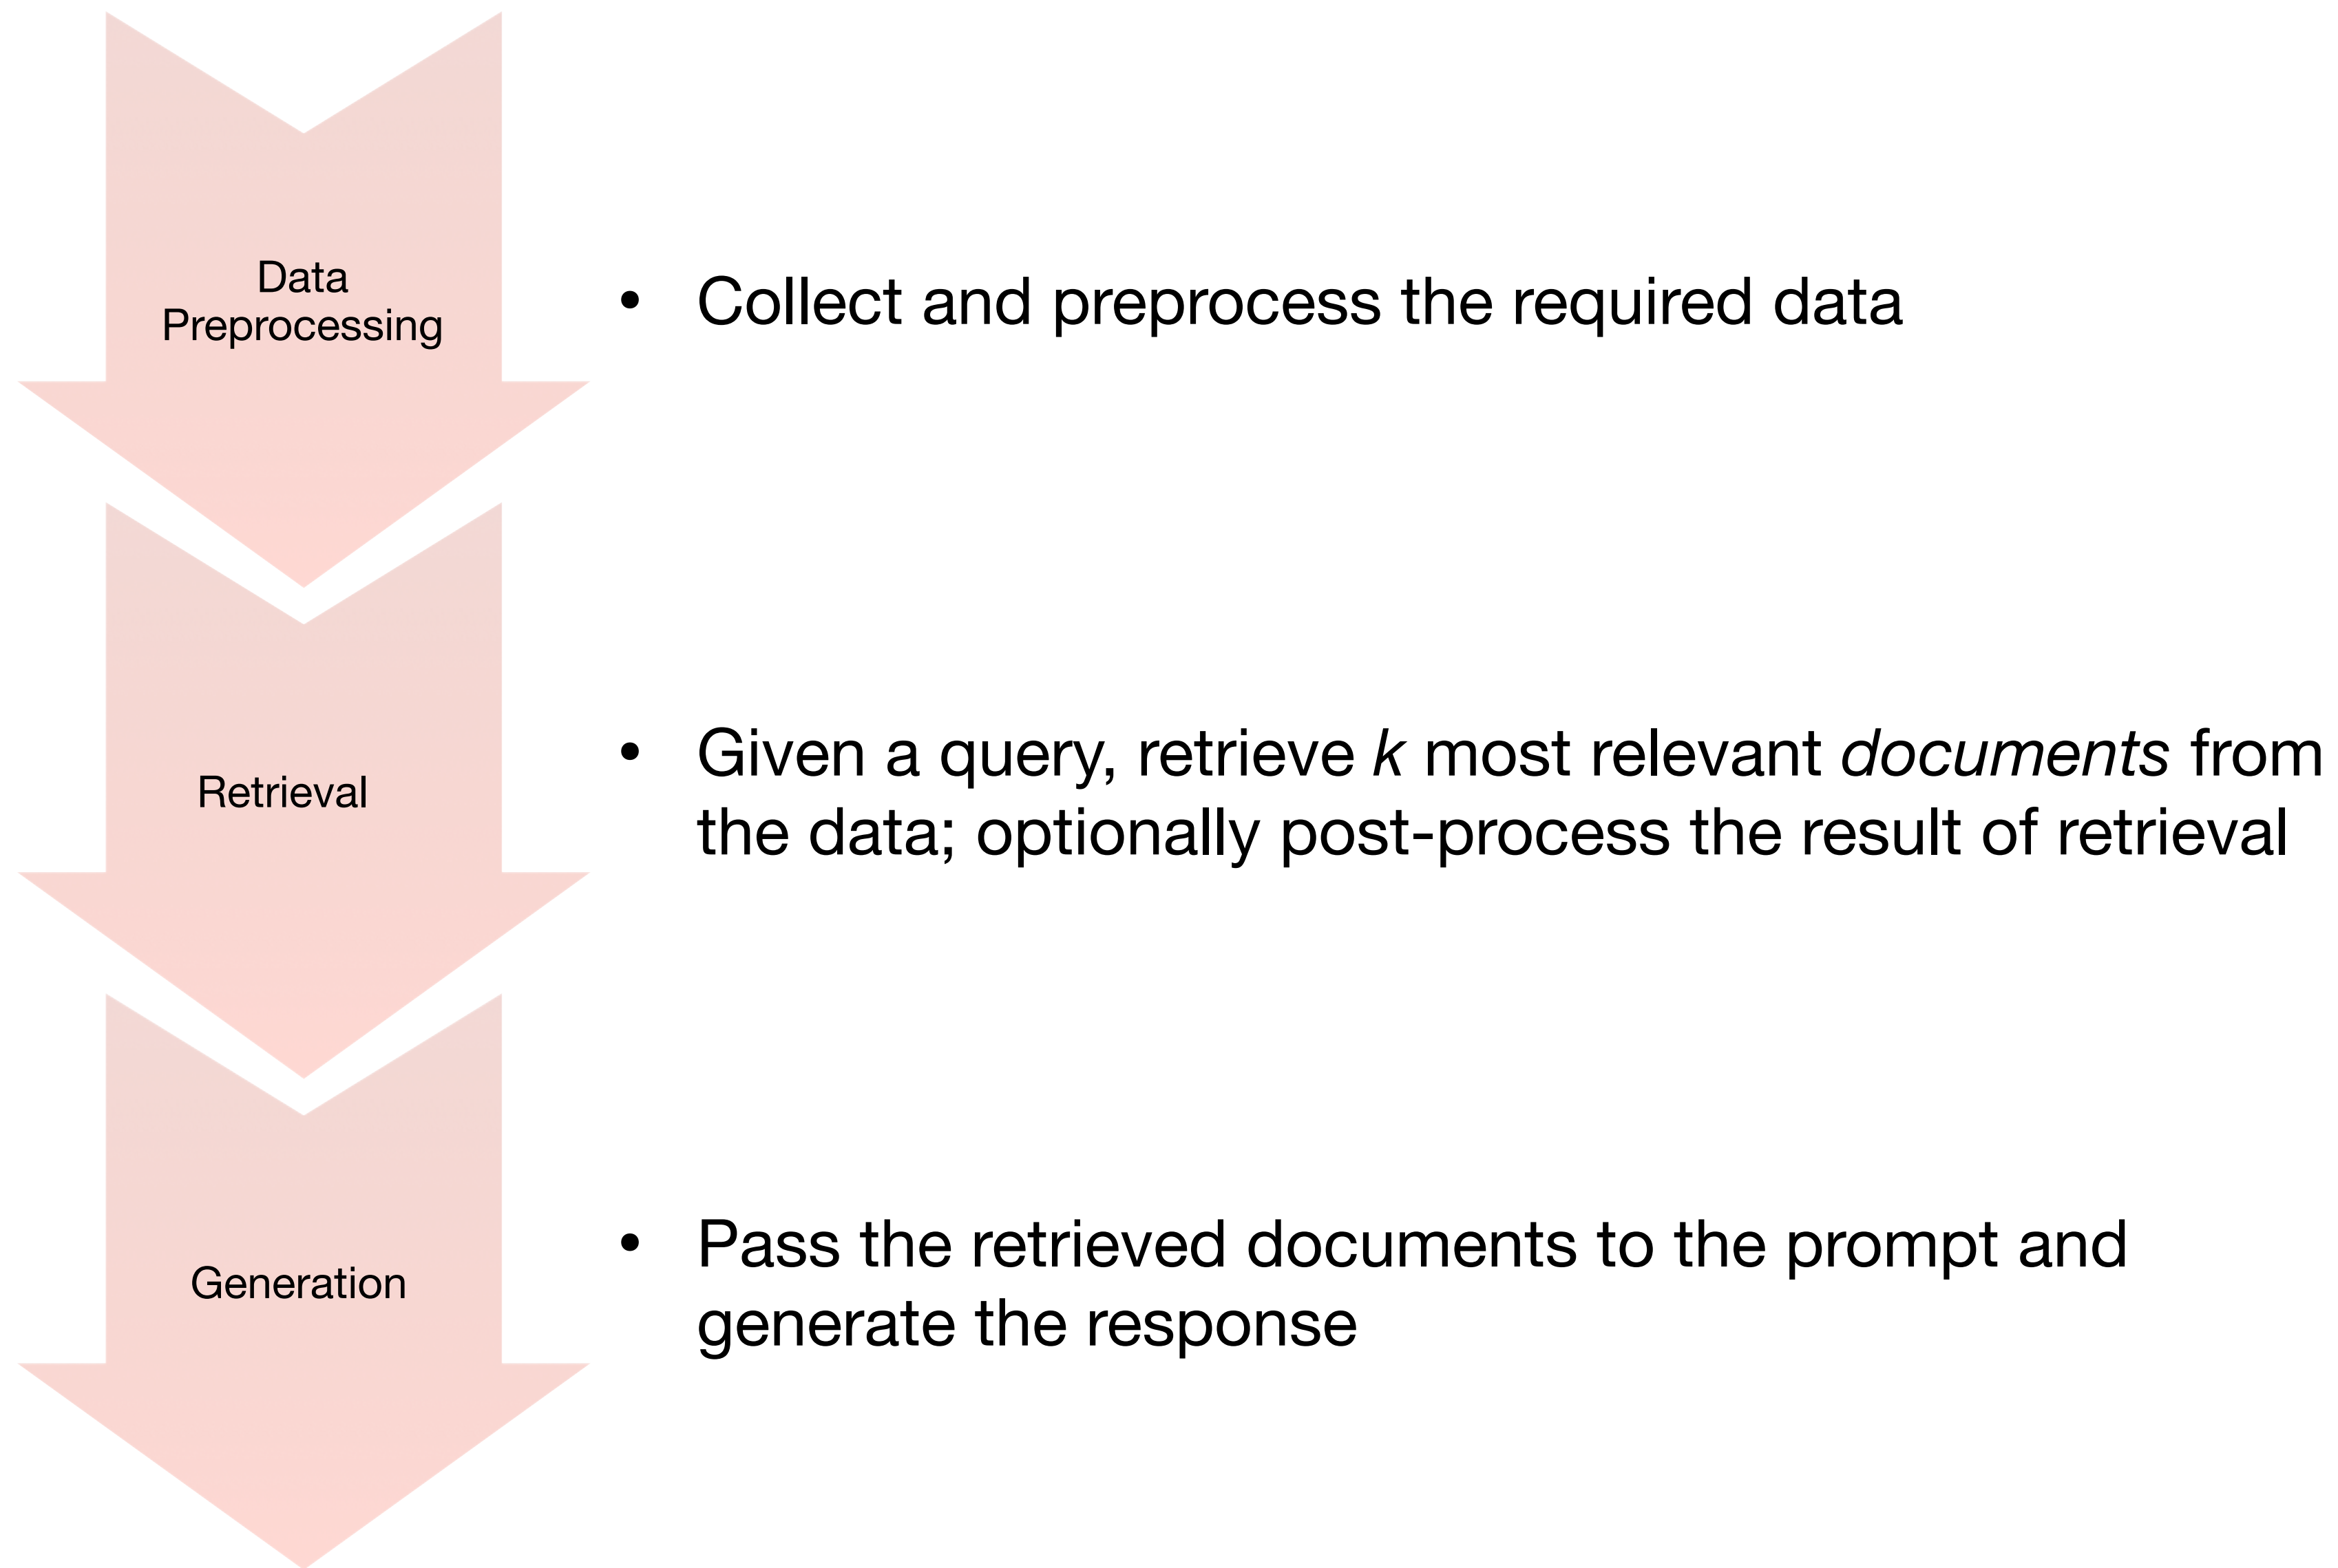 Data
Preprocessing
• Collect and preprocess the required data
Retrieval
• Given a query, retrieve k most relevant documents from
the data; optionally post-process the result of retrieval
Generation
• Pass the retrieved documents to the prompt and
generate the response